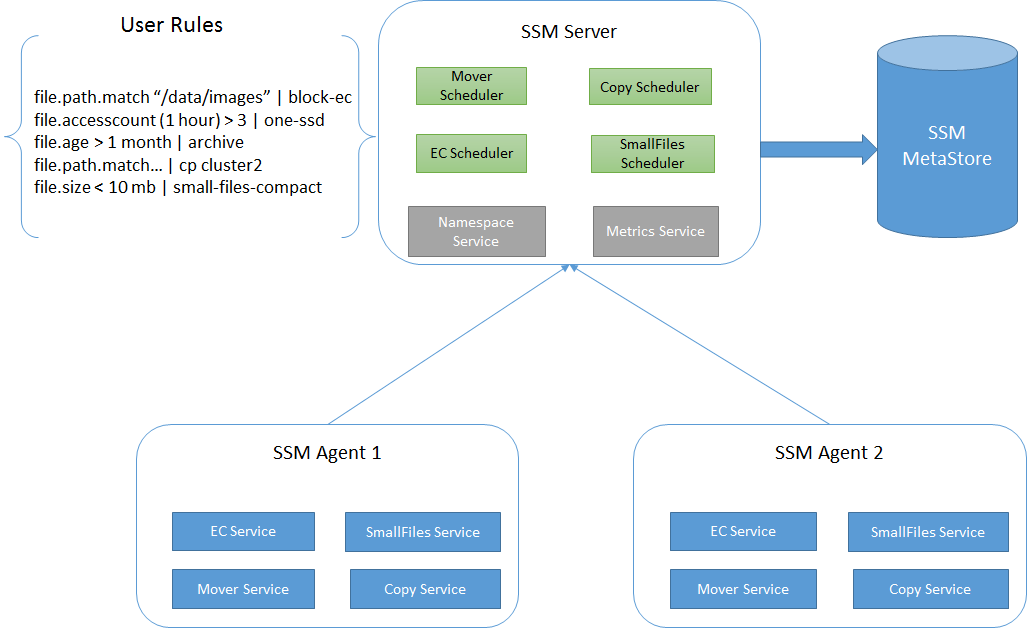 User Rules
file.path.match “/data/images” | block-ec
file.accesscount (1 hour) > 3 | one-ssd
file.age > 1 month | archive
file.path.match... | cp cluster2
file.size < 10 mb | small-files-compact
SSM Server
Mover
Scheduler
Copy Scheduler
EC Scheduler
SmallFiles
Scheduler
Namespace
Service
Metrics Service
SSM
MetaStore
SSM Agent 1
EC Service
SmallFiles Service
Mover Service
Copy Service
SSM Agent 2
EC Service
SmallFiles Service
Mover Service
Copy Service